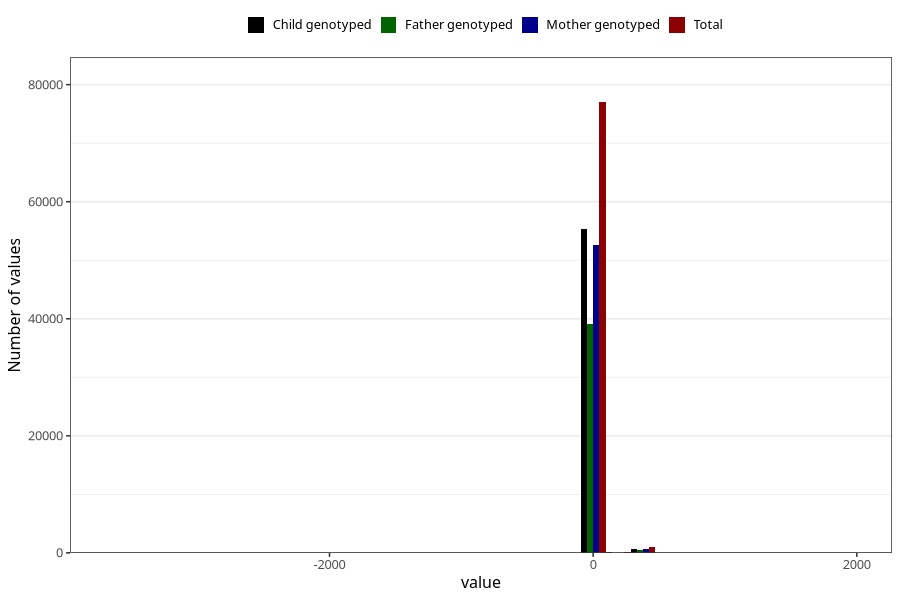 Child genotyped Father genotyped Mother genotyped Total
80000
60000
40000
20000
0
Number of values
-2000 0 2000
value